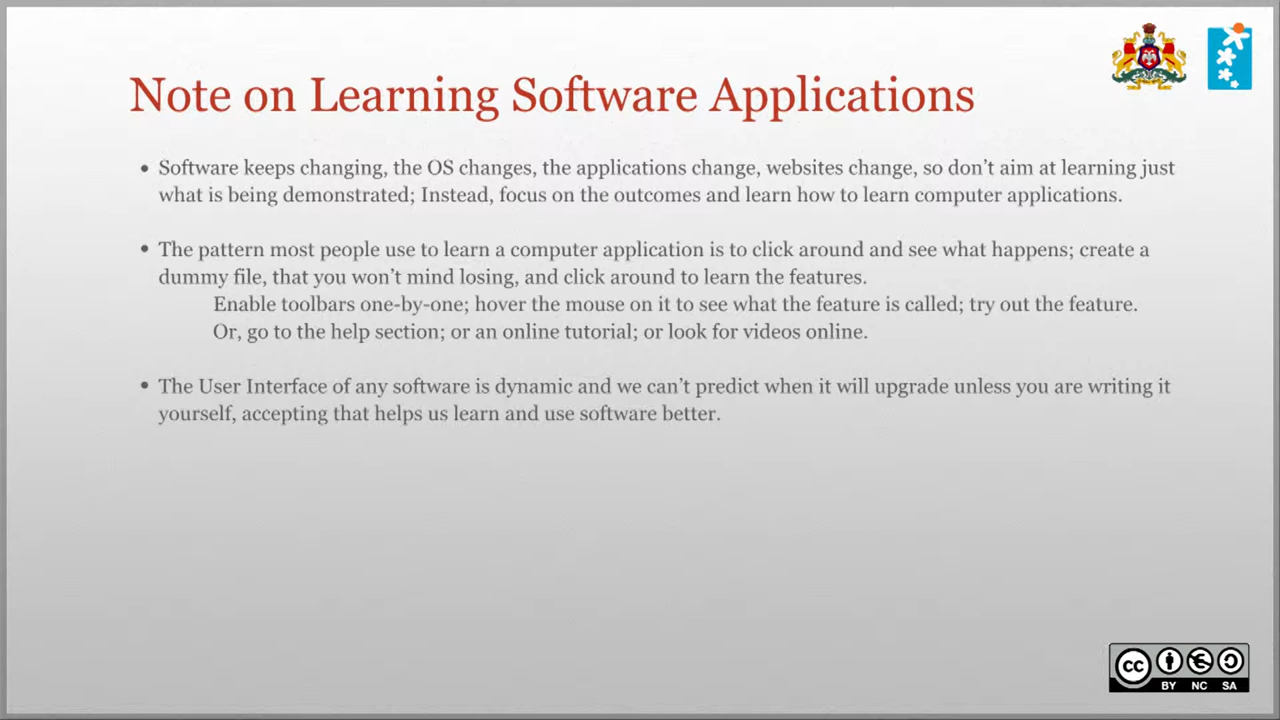 Note on Learning Software Applications
• Software keeps changing, the OS changes, the applications change, websites change, so don’t aim at learning just
what is being demonstrated; Instead, focus on the outcomes and learn how to learn computer applications.
• The pattern most people use to learn a computer application is to click around and see what happens; create a
dummy file, that you won’t mind losing, and click around to learn the features.
Enable toolbars one-by-one; hover the mouse on it to see what the feature is called; try out the feature.
Or, go to the help section; or an online tutorial; or look for videos online.
• The User Interface of any software is dynamic and we can’t predict when it will upgrade unless you are writing it
yourself, accepting that helps us learn and use software better.
cc
BY NC SA